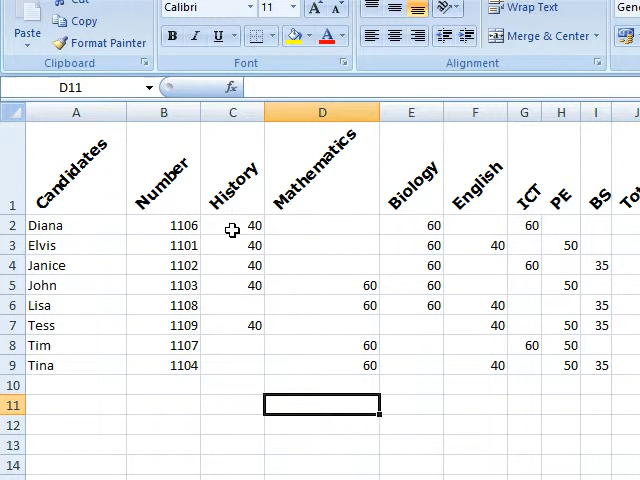 Calibri 11 A A Wrap Text Gene
Copy
Paste Format Painter B I U A Merge & Center
Clipboard Font Alignment
D11 fx
A B C D E F G H I J
1 Candidates Number History Mathematics Biology English ICT PE BS Tot
2 Diana 1106 40 60 60
3 Elvis 1101 40 60 40 50
4 Janice 1102 40 60 60 35
5 John 1103 40 60 60 50
6 Lisa 1108 60 60 40 35
7 Tess 1109 40 40 50 35
8 Tim 1107 60 60 50
9 Tina 1104 60 40 50 35
10
11
12
13
14